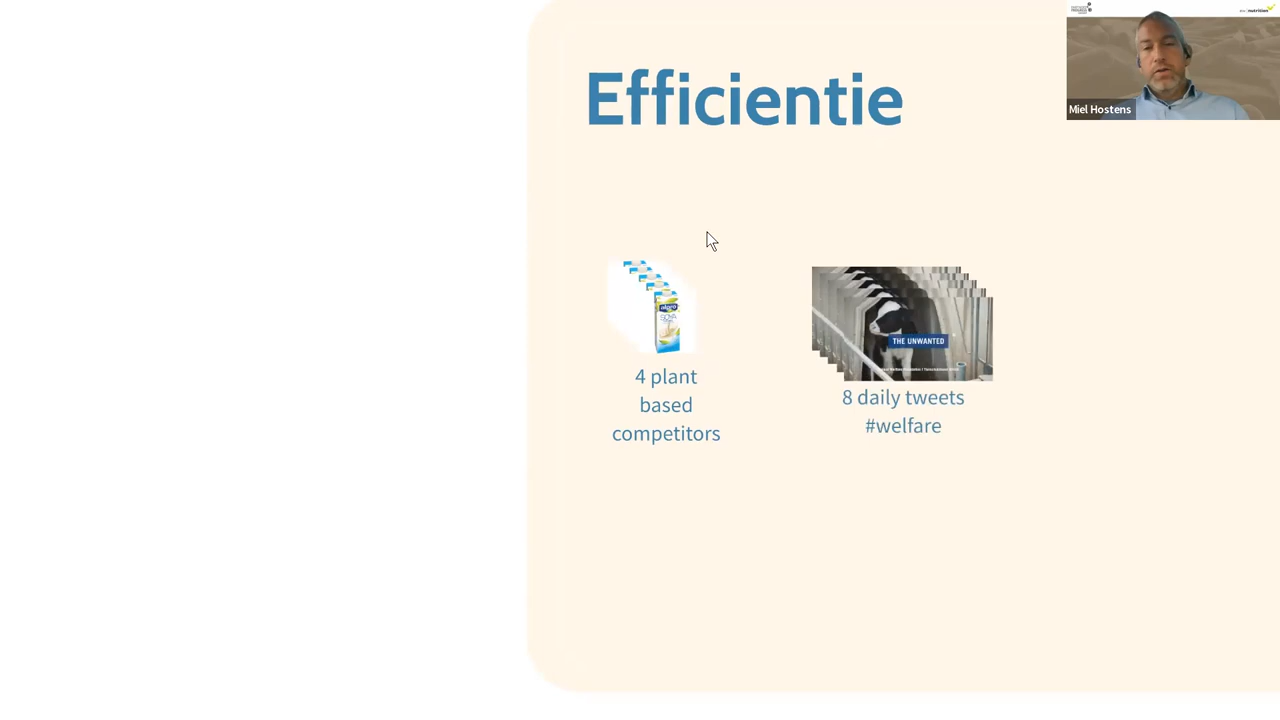 Efficientie
Miel Hostens
alpro
THE UNWANTED
4 plant
based
competitors
8 daily tweets
#welfare